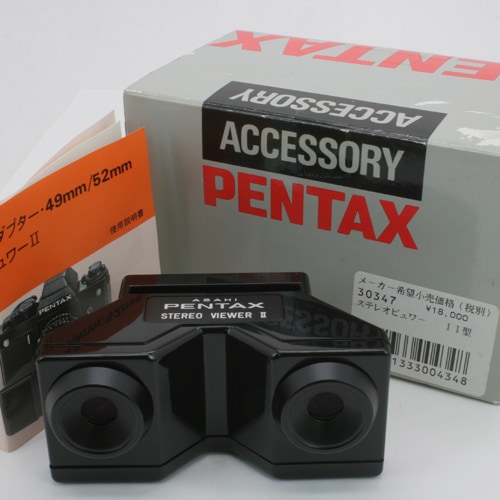 PENTAX
ACCESSORY
ACCESSORY
PENTAX
ダプター・49mm/52mm
ュワーII
使用説明書
PENTAX
メーカー希望小売価格(税別)
30347 ¥18,000
ステレオビュワー II型
1333004348
ASAHI
PENTAX
STEREO VIEWER II